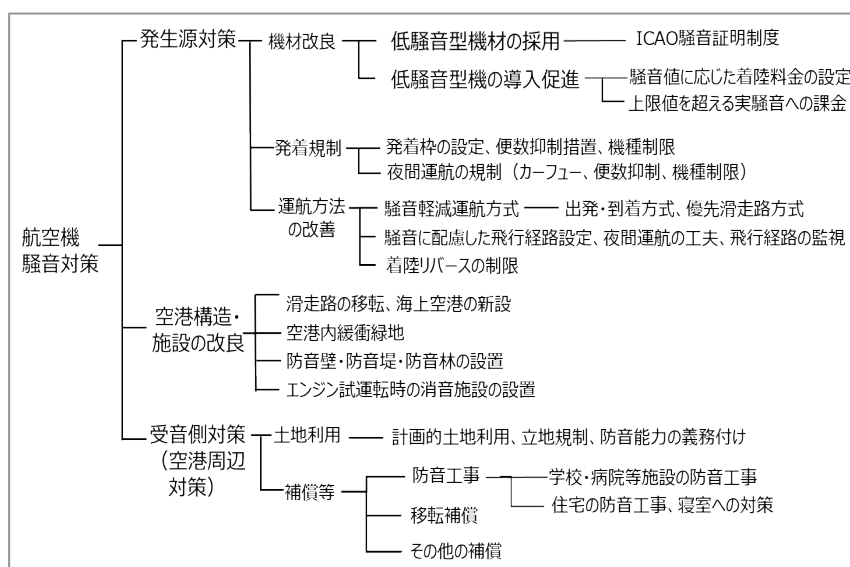 発生源対策
機材改良
低騒音型機材の採用
ICAO騒音証明制度
低騒音型機の導入促進
騒音値に応じた着陸料金の設定
上限値を超える実騒音への課金
発着規制
発着枠の設定、便数抑制措置、機種制限
夜間運航の規制（カーフュー、便数抑制、機種制限）
運航方法
の改善
騒音軽減運航方式
出発・到着方式、優先滑走路方式
騒音に配慮した飛行経路設定、夜間運航の工夫、飛行経路の監視
着陸リバースの制限
航空機
騒音対策
空港構造・
施設の改良
滑走路の移転、海上空港の新設
空港内緩衝緑地
防音壁・防音堤・防音林の設置
エンジン試運転時の消音施設の設置
受音側対策
（空港周辺
対策）
土地利用
計画的土地利用、立地規制、防音能力の義務付け
補償等
防音工事
学校・病院等施設の防音工事
住宅の防音工事、寝室への対策
移転補償
その他の補償